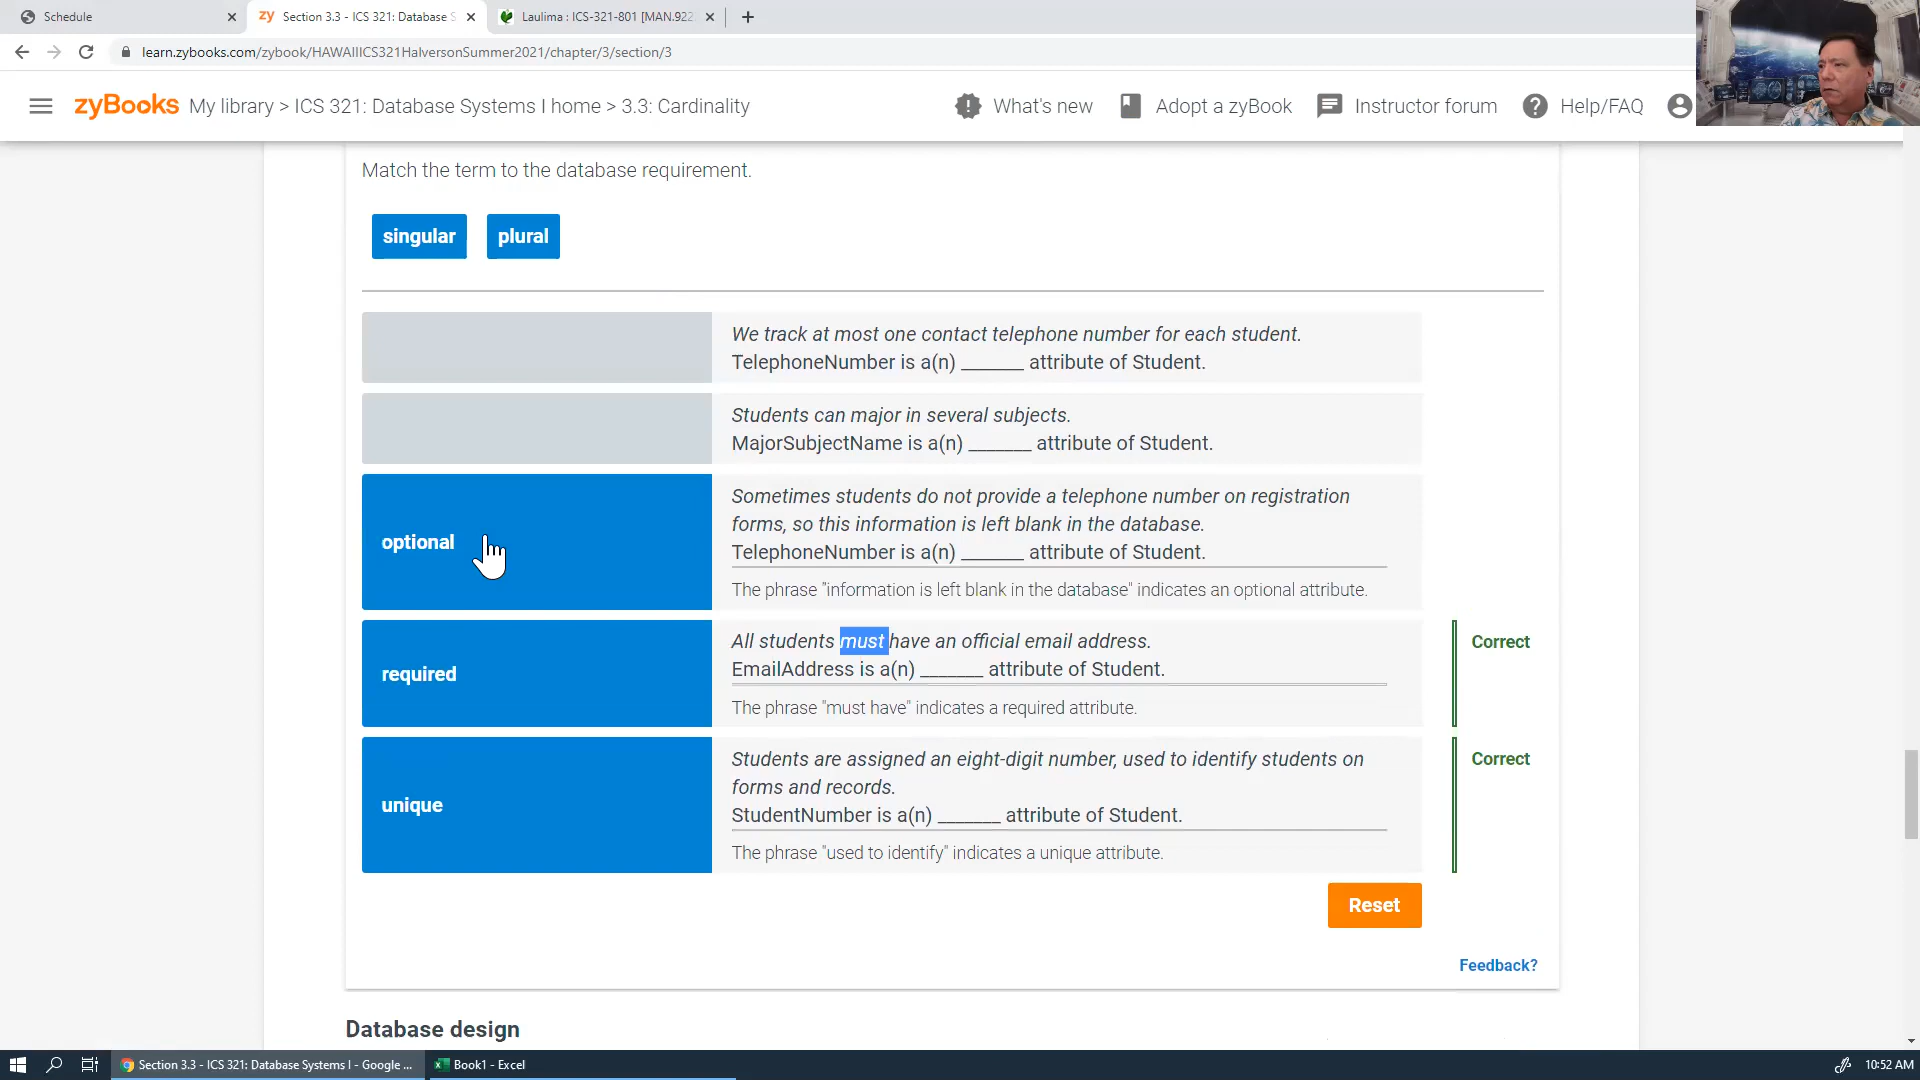 Schedule
zy Section 3.3 - ICS 321: Database S
Laulima : ICS-321-801 [MAN.922
learn.zybooks.com/zybook/HAWAIIICS321HalversonSummer2021/chapter/3/section/3
zyBooks My library > ICS 321: Database Systems I home > 3.3: Cardinality
What's new
Adopt a zyBook
Instructor forum
Help/FAQ
Match the term to the database requirement.
singular plural
We track at most one contact telephone number for each student.
TelephoneNumber is a(n) _______ attribute of Student.
Students can major in several subjects.
MajorSubjectName is a(n) _______ attribute of Student.
optional
Sometimes students do not provide a telephone number on registration
forms, so this information is left blank in the database.
TelephoneNumber is a(n) _______ attribute of Student.
The phrase "information is left blank in the database" indicates an optional attribute.
required
All students must have an official email address.
EmailAddress is a(n) _______ attribute of Student.
The phrase "must have" indicates a required attribute.
Correct
unique
Students are assigned an eight-digit number, used to identify students on
forms and records.
StudentNumber is a(n) _______ attribute of Student.
The phrase "used to identify" indicates a unique attribute.
Correct
Reset
Feedback?
Database design
Section 3.3 - ICS 321: Database Systems I - Google ...
Book1 - Excel
10:52 AM